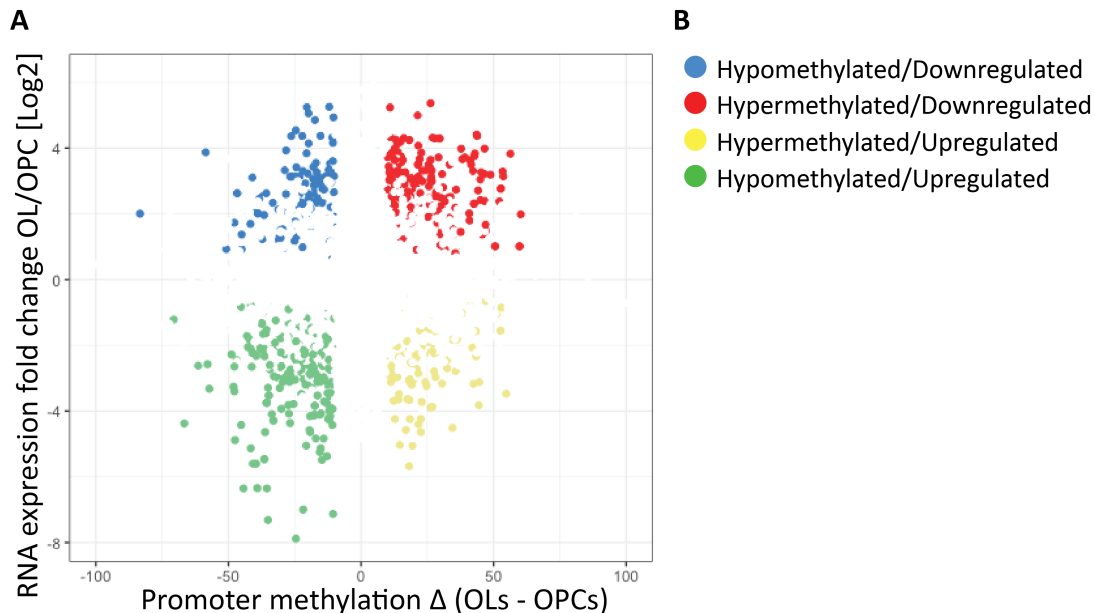 A
RNA expression fold change OL/OPC [Log2]
4
0
-4
-8
-100
-50
0
50
100
Promoter methylation Δ (OLs - OPCs)
B
Hypomethylated/Downregulated
Hypermethylated/Downregulated
Hypermethylated/Upregulated
Hypomethylated/Upregulated